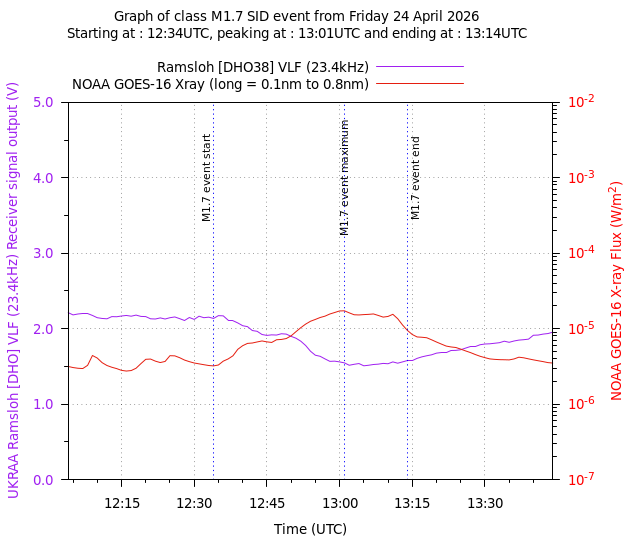 Graph of class M1.7 SID event from Friday 24 April 2026
Starting at : 12:34UTC, peaking at : 13:01UTC and ending at : 13:14UTC
Ramsloh [DHO38] VLF (23.4kHz)
NOAA GOES-16 Xray (long = 0.1nm to 0.8nm)
UKRAA Ramsloh [DHO] VLF (23.4kHz) Receiver signal output (V)
5.0
4.0
3.0
2.0
1.0
0.0
M1.7 event start
M1.7 event maximum
M1.7 event end
10-2
10-3
10-4
10-5
10-6
10-7
NOAA GOES-16 X-ray Flux (W/m2)
12:15 12:30 12:45 13:00 13:15 13:30
Time (UTC)